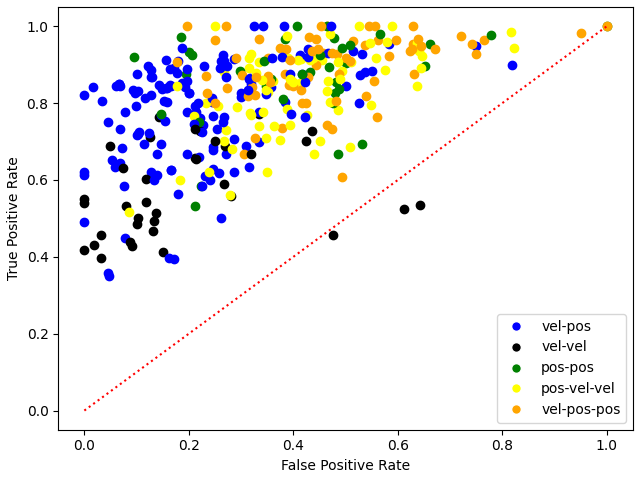 1.0
0.8
0.6
0.4
0.2
0.0
True Positive Rate
vel-pos
vel-vel
pos-pos
pos-vel-vel
vel-pos-pos
0.0 0.2 0.4 0.6 0.8 1.0
False Positive Rate